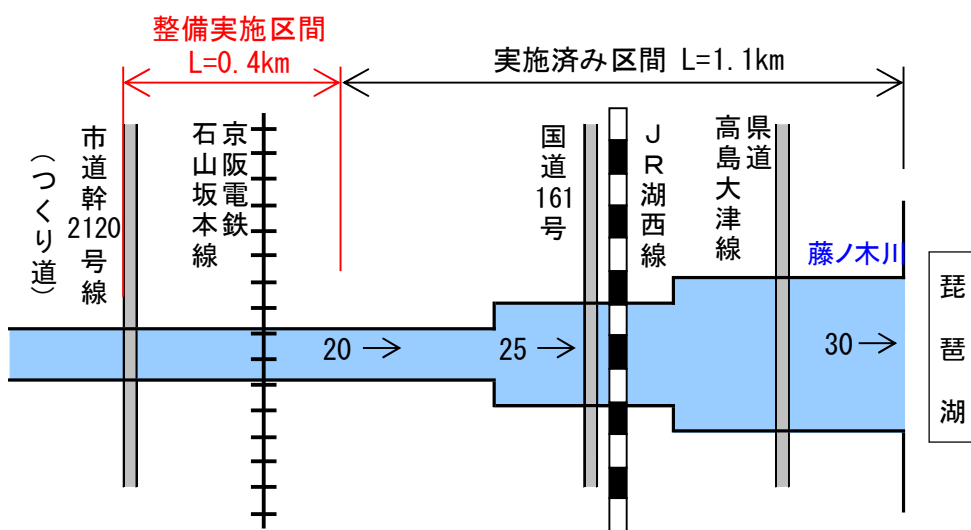 整備実施区間
L=0.4km
実施済み区間 L=1.1km
市道幹2120号線
（つくり道）
京阪電鉄
石山坂本線
国道161号
ＪＲ湖西線
県道
高島大津線
藤ノ木川
琵琶湖
20
25
30